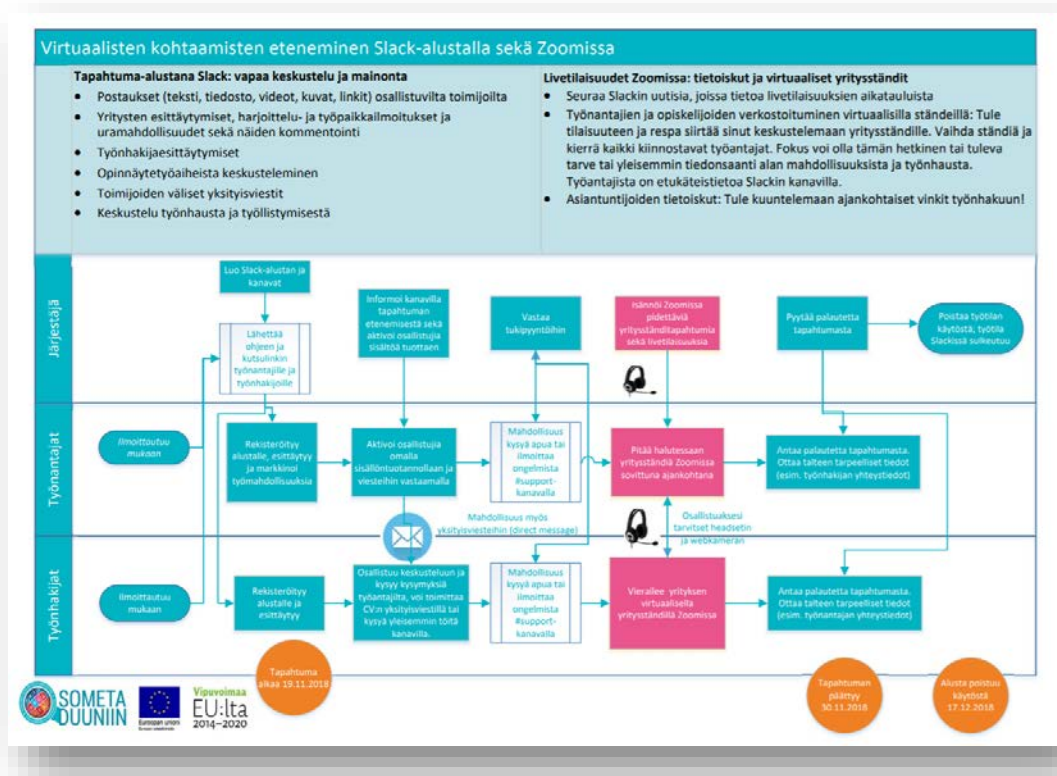 Virtuaalisten kohtaamisten eteneminen Slack-alustalla sekä Zoomissa
Tapahtuma-alustana Slack: vapaa keskustelu ja mainonta
• Postaukset (teksti, tiedosto, videot, kuvat, linkit) osallistuvilta toimijoilta
• Yritysten esittäytymiset, harjoittelu- ja työpaikkailmoitukset ja
uramahdollisuudet sekä näiden kommentointi
• Työnhakijaesittäytymiset
• Opinnäytetyöaiheista keskusteleminen
• Toimijoiden väliset yksityisviestit
• Keskustelu työnhausta ja työllistymisestä
Livetilaisuudet Zoomissa: tietoiskut ja virtuaaliset yritysständit
• Seuraa Slackin uutisia, joissa tietoa livetilaisuuksien aikatauluista
• Työnantajien ja opiskelijoiden verkostoituminen virtuaalisilla ständeillä: Tule
tilaisuuteen ja respa siirtää sinut keskustelemaan yritysständille. Vaihda ständiä ja
kierrä kaikki kiinnostavat työantajat. Fokus voi olla tämän hetkinen tai tuleva
tarve tai yleisemmin tiedonsaanti alan mahdollisuuksista ja työnhausta.
Työantajista on etukäteistietoa Slackin kanavilla.
• Asiantuntijoiden tietoiskut: Tule kuuntelemaan ajankohtaiset vinkit työnhakuun!
Järjestäjä
Luo Slack-alustan ja
kanavat
Lähettää
ohjeen ja
kutsulinkin
työnantajille ja
työnhakijoille
Informoi kanavilla
tapahtuman
etenemisestä sekä
aktivoi osallistujia
sisältöä tuottaen
Vastaa
tukipyyntöihin
Isännöi Zoomissa
pidettäviä
yritysständitapahtumia
sekä livetilaisuuksia
Pyytää palautetta
tapahtumasta
Poistaa työtilan
käytöstä, työtila
Slackissä sulkeutuu
Työnantajat
Ilmoittautuu
mukaan
Rekisteröityy
alustalle, esittäytyy
ja markkinoi
työmahdollisuuksia
Aktivoi osallistujia
omalla
sisällöntuotannollaan ja
viesteihin vastaamalla
Mahdollisuus
kysyä apua tai
ilmoittaa
ongelmista
#support-
kanavalla
Pitää halutessaan
yritysständiä Zoomissa
sovittuna ajankohtana
Antaa palautetta tapahtumasta.
Ottaa talteen tarpeelliset tiedot
(esim. työnhakijan yhteystiedot)
Mahdollisuus myös
yksityisviesteihin (direct message)
Osallistuaksesi
tarvitset headsetin
ja webkameran
Työnhakijat
Ilmoittautuu
mukaan
Rekisteröityy
alustalle ja
esittäytyy
Osallistuu keskusteluun ja
kysyy kysymyksiä
työantajilta, voi toimittaa
CV:n yksityisviestillä tai
kysyä yleisemmin töitä
kanavilla.
Mahdollisuus
kysyä apua tai
ilmoittaa
ongelmista
#support-
kanavalla
Vierailee yrityksen
virtuaalisella
yritysständillä Zoomissa
Antaa palautetta tapahtumasta.
Ottaa talteen tarpeelliset tiedot
(esim. työnantajan yhteystiedot)
Tapahtuma
alkaa 19.11.2018
Tapahtuman
päättyy
30.11.2018
Alusta poistuu
käytöstä
17.12.2018
SOMETA
DUUNIIN
Euroopan unioni
Vipuvoimaa
EU:lta
2014–2020